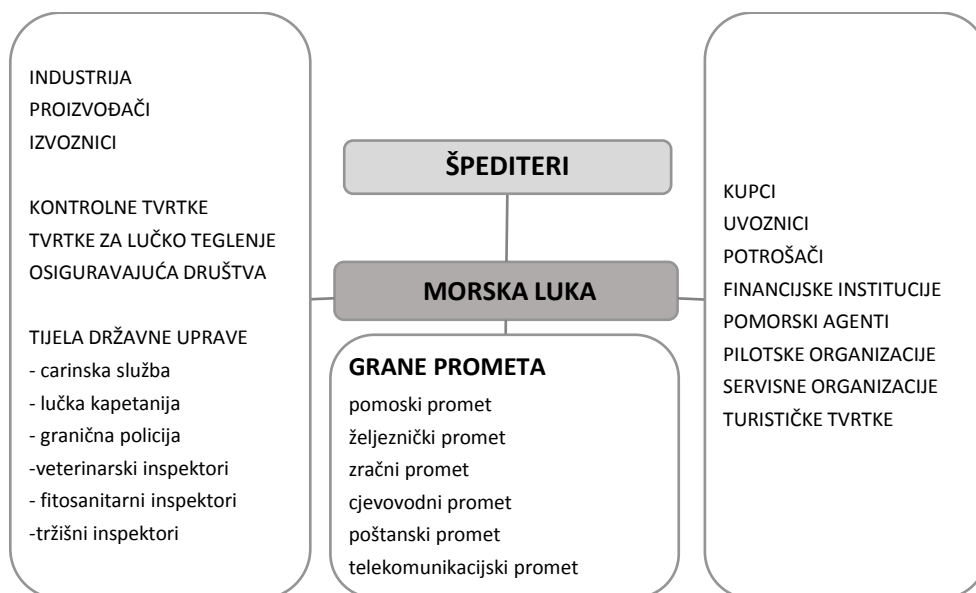 INDUSTRIJA
PROIZVOĐAČI
IZVOZNICI
KONTROLNE TVRTKE
TVRTKE ZA LUČKO TEGLENJE
OSIGURAVAJUĆA DRUŠTVA
TIJELA DRŽAVNE UPRAVE
- carinska služba
- lučka kapetanija
- granična policija
-veterinarski inspektori
- fitosanitarni inspektori
-tržišni inspektori
ŠPEDITERI
MORSKA LUKA
GRANE PROMETA
pomoski promet
željeznički promet
zračni promet
cjevovodni promet
poštanski promet
telekomunikacijski promet
KUPCI
UVOZNICI
POTROŠAČI
FINANCIJSKE INSTITUCIJE
POMORSKI AGENTI
PILOTSKE ORGANIZACIJE
SERVISNE ORGANIZACIJE
TURISTIČKE TVRTKE